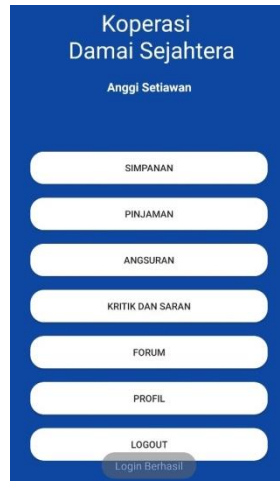 Koperasi
Damai Sejahtera
Anggi Setiawan
SIMPANAN
PINJAMAN
ANGSURAN
KRITIK DAN SARAN
FORUM
PROFIL
LOGOUT
Login Berhasil